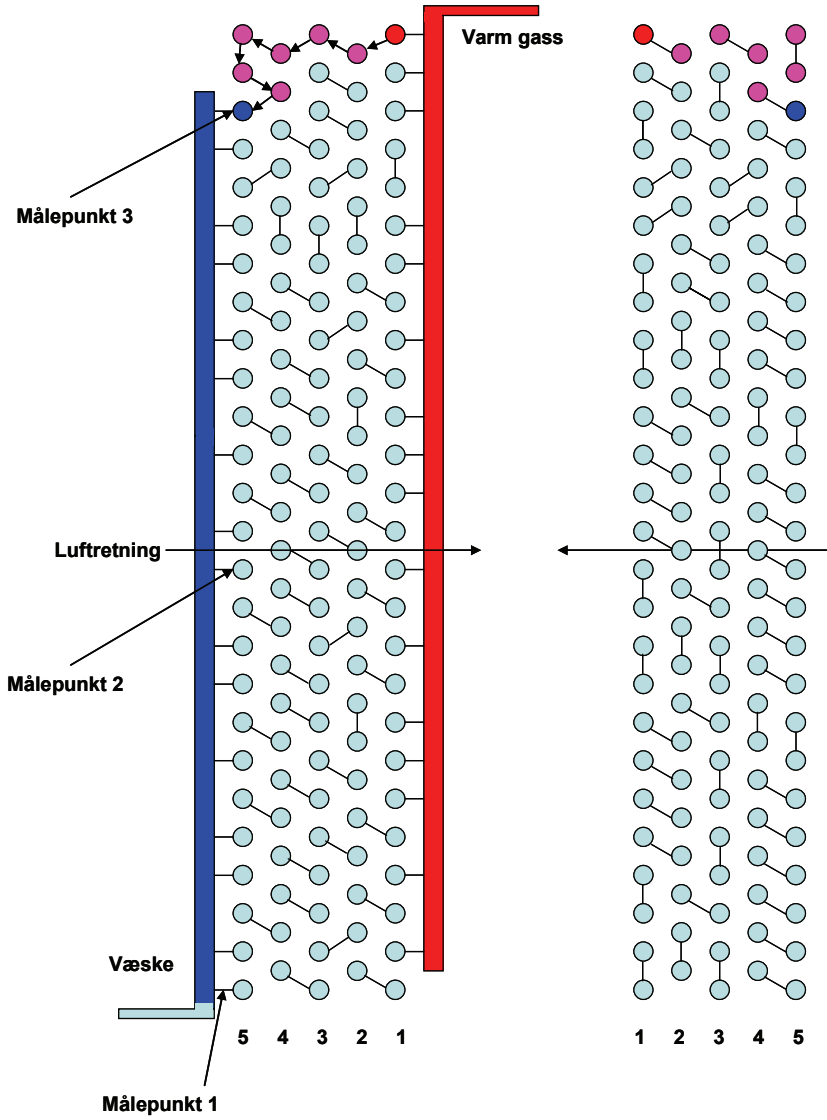 Varm gass
Målepunkt 3
Luftretning
Målepunkt 2
Væske
5 4 3 2 1
1 2 3 4 5
Målepunkt 1